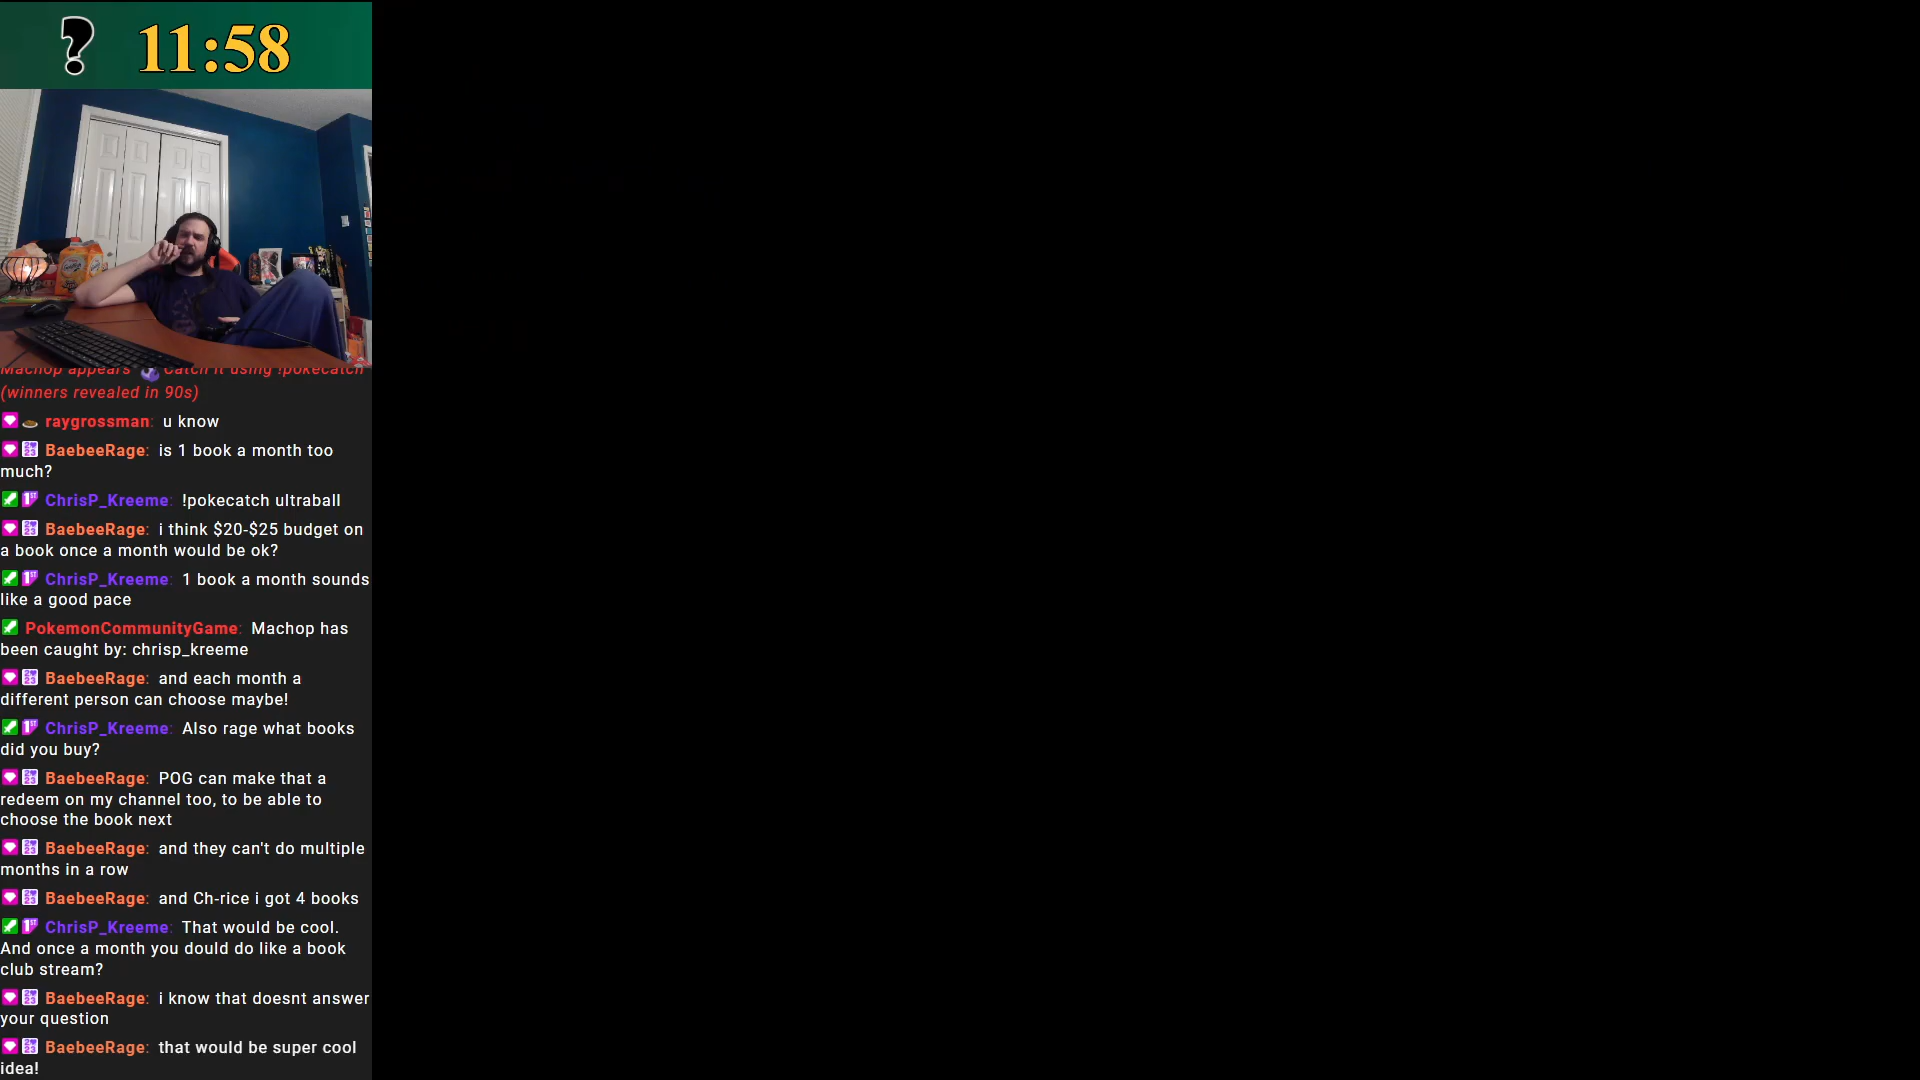 ? 11:58
Machop appears Catch it using !pokecatch
(winners revealed in 90s)
raygrossman: u know
BaebeeRage: is 1 book a month too
much?
ChrisP_Kreeme: !pokecatch ultraball
BaebeeRage: i think $20-$25 budget on
a book once a month would be ok?
ChrisP_Kreeme: 1 book a month sounds
like a good pace
PokemonCommunityGame: Machop has
been caught by: chrisp_kreeme
BaebeeRage: and each month a
different person can choose maybe!
ChrisP_Kreeme: Also rage what books
did you buy?
BaebeeRage: POG can make that a
redeem on my channel too, to be able to
choose the book next
BaebeeRage: and they can't do multiple
months in a row
BaebeeRage: and Ch-rice i got 4 books
ChrisP_Kreeme: That would be cool.
And once a month you dould do like a book
club stream?
BaebeeRage: i know that doesnt answer
your question
BaebeeRage: that would be super cool
idea!